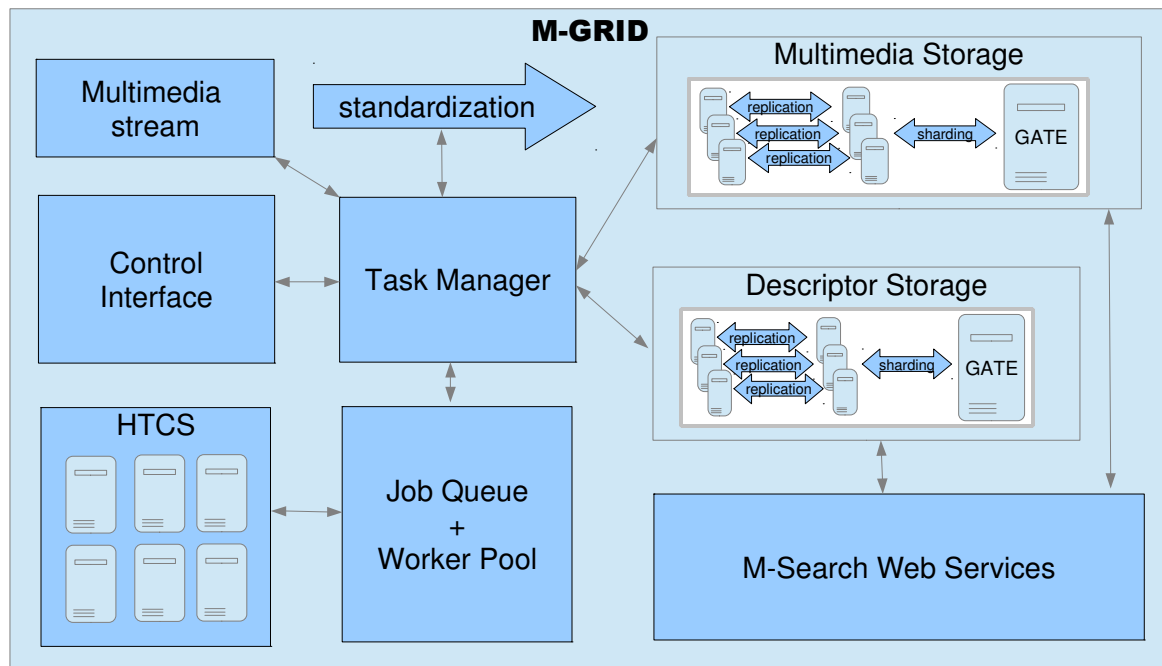 M-GRID
Multimedia
stream
standardization
Multimedia Storage
replication
replication
replication
sharding
GATE
Control
Interface
Task Manager
Descriptor Storage
replication
replication
replication
sharding
GATE
HTCS
Job Queue
+
Worker Pool
M-Search Web Services